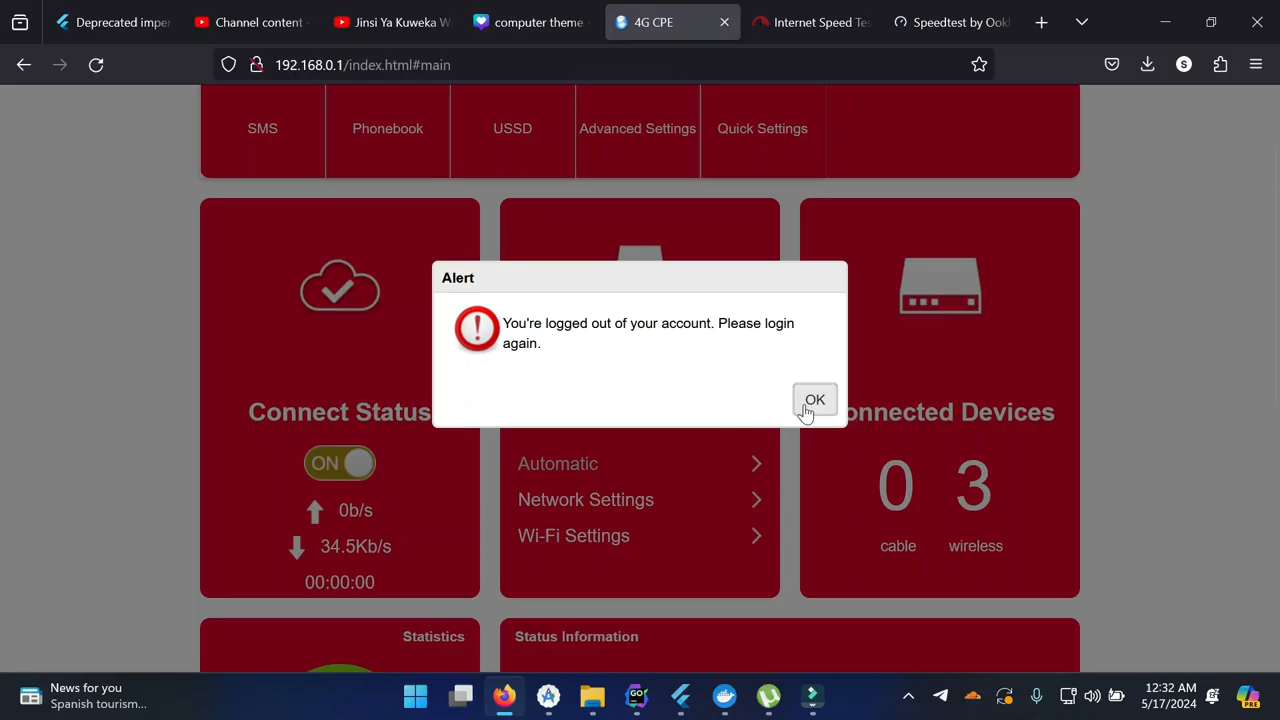 Deprecated imper
Channel content
Jinsi Ya Kuweka W
computer theme
4G CPE
Internet Speed Tes
Speedtest by Ookl
192.168.0.1/index.html#main
SMS
Phonebook
USSD
Advanced Settings
Quick Settings
Alert
You're logged out of your account. Please login
again.
OK
Connect Status
ON
0b/s
34.5Kb/s
00:00:00
Automatic
Network Settings
Wi-Fi Settings
onnected Devices
0
3
cable
wireless
Statistics
Status Information
News for you
Spanish tourism...
12:32 AM
5/17/2024